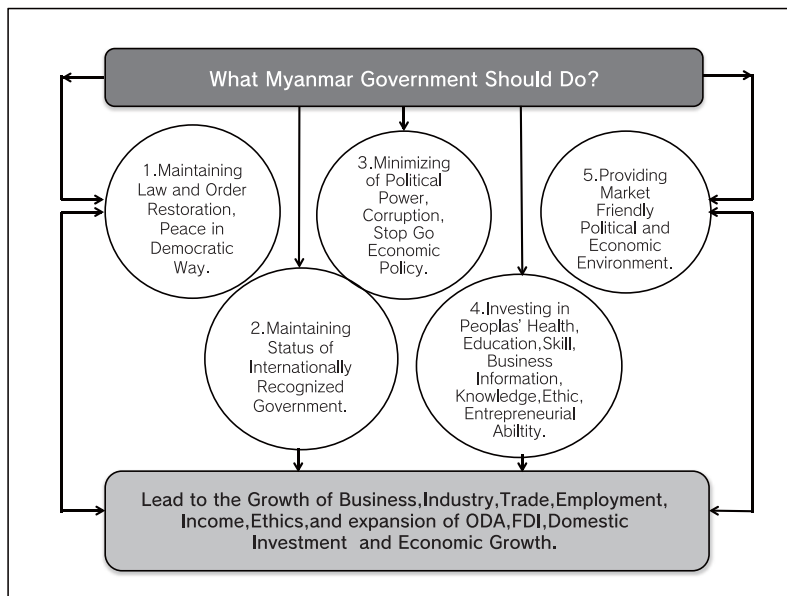 What Myanmar Government Should Do?
1.Maintaining
Law and Order
Restoration,
Peace in
Democratic
Way.
2.Maintaining
Status of
Internationally
Recognized
Government.
3.Minimizing
of Political
Power,
Corruption,
Stop Go
Economic
Policy.
4.Investing in
Peoplas' Health,
Education,Skill,
Business
Information,
Knowledge,Ethic,
Entrepreneurial
Abiltity.
5.Providing
Market
Friendly
Political and
Economic
Environment.
Lead to the Growth of Business,Industry,Trade,Employment,
Income,Ethics,and expansion of ODA,FDI,Domestic
Investment and Economic Growth.